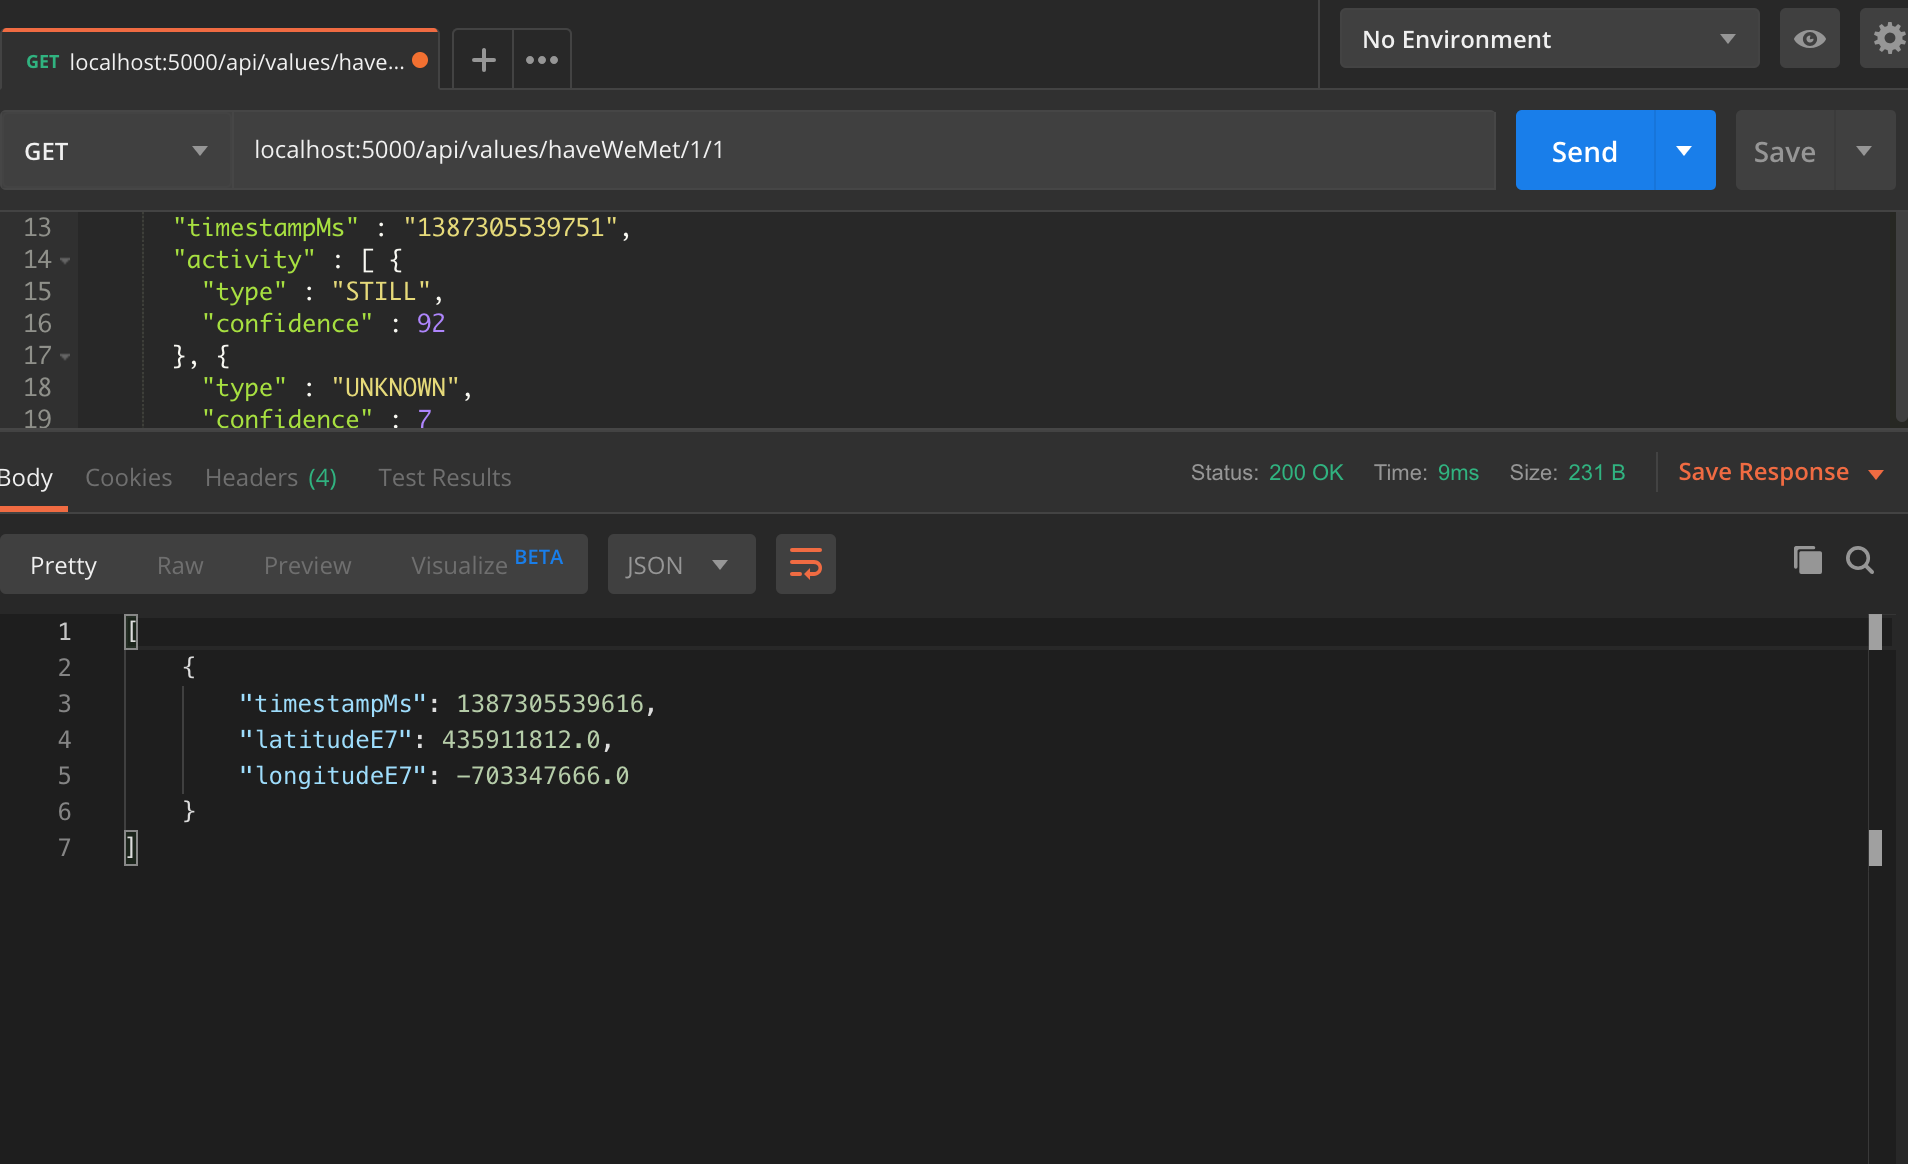 GET localhost:5000/api/values/have...
No Environment
GET localhost:5000/api/values/haveWeMet/1/1
Send
Save
13 "timestampMs" : "1387305539751",
14 "activity" : [ {
15 "type" : "STILL",
16 "confidence" : 92
17 }, {
18 "type" : "UNKNOWN",
19 "confidence" : 7
Body Cookies Headers (4) Test Results
Status: 200 OK Time: 9ms Size: 231 B Save Response
Pretty Raw Preview Visualize BETA JSON
1 [
2 {
3 "timestampMs": 1387305539616,
4 "latitudeE7": 435911812.0,
5 "longitudeE7": -703347666.0
6 }
7 ]